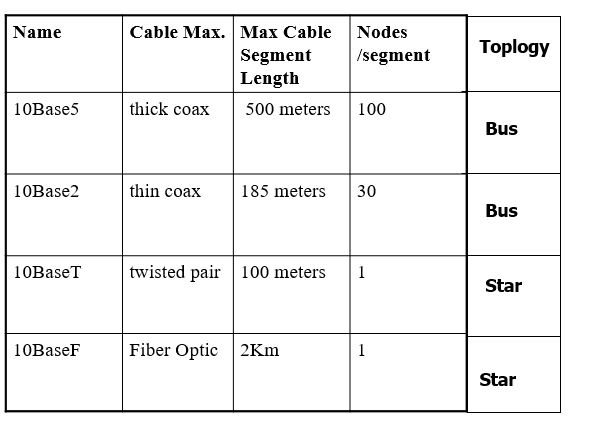 Name Cable Max. Max Cable Segment Length Nodes /segment Toplogy
10Base5 thick coax 500 meters 100 Bus
10Base2 thin coax 185 meters 30 Bus
10BaseT twisted pair 100 meters 1 Star
10BaseF Fiber Optic 2Km 1 Star